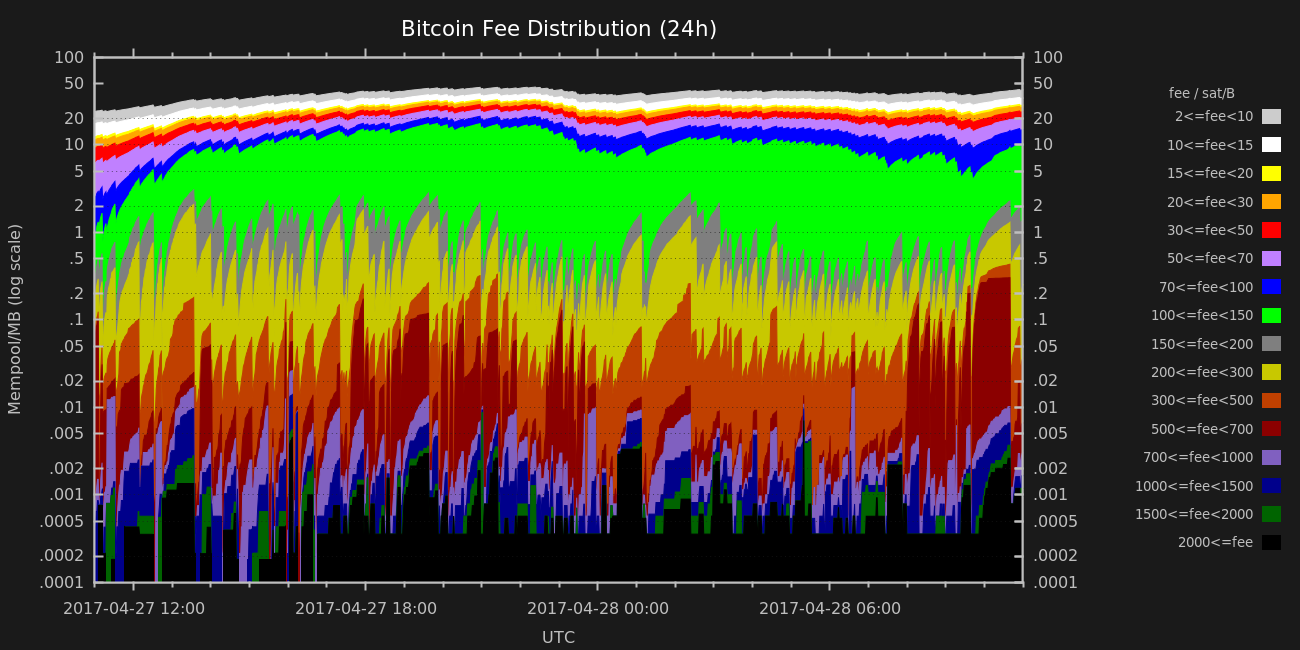 Bitcoin Fee Distribution (24h)
100
50
20
10
5
2
1
.5
.2
.1
.05
.02
.01
.005
.002
.001
.0005
.0002
.0001
Mempool/MB (log scale)
100
50
20
10
5
2
1
.5
.2
.1
.05
.02
.01
.005
.002
.001
.0005
.0002
.0001
fee / sat/B
2<=fee<10
10<=fee<15
15<=fee<20
20<=fee<30
30<=fee<50
50<=fee<70
70<=fee<100
100<=fee<150
150<=fee<200
200<=fee<300
300<=fee<500
500<=fee<700
700<=fee<1000
1000<=fee<1500
1500<=fee<2000
2000<=fee
2017-04-27 12:00 2017-04-27 18:00 2017-04-28 00:00 2017-04-28 06:00
UTC